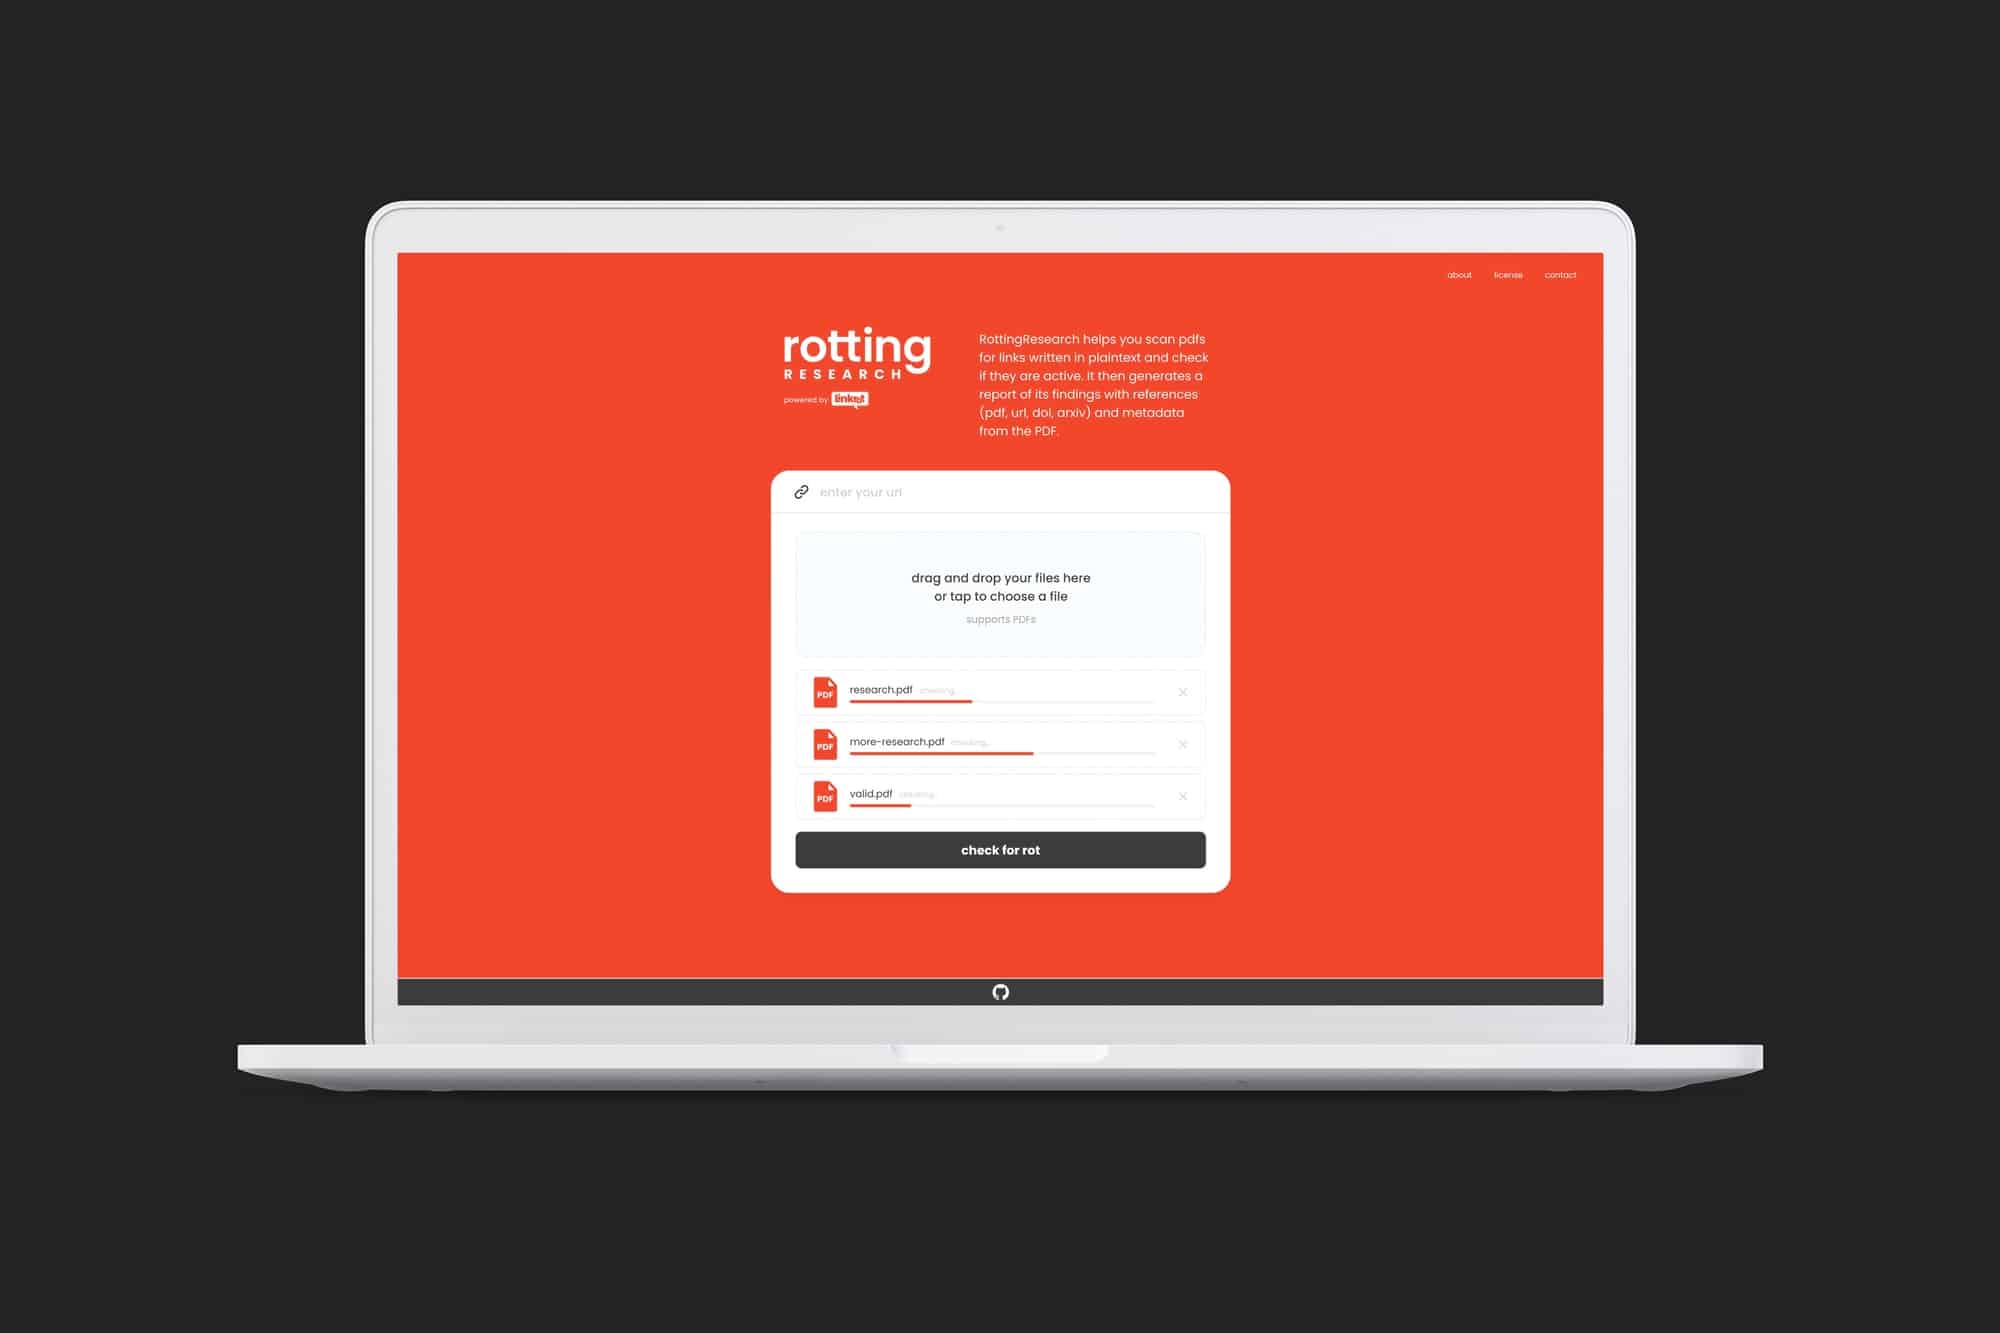 about license contact
rotting
RESEARCH
powered by linkrot
RottingResearch helps you scan pdfs
for links written in plaintext and check
if they are active. It then generates a
report of its findings with references
(pdf, url, doi, arxiv) and metadata
from the PDF.
enter your url
drag and drop your files here
or tap to choose a file
supports PDFs
PDF research.pdf checking...
PDF more-research.pdf checking...
PDF valid.pdf checking...
check for rot